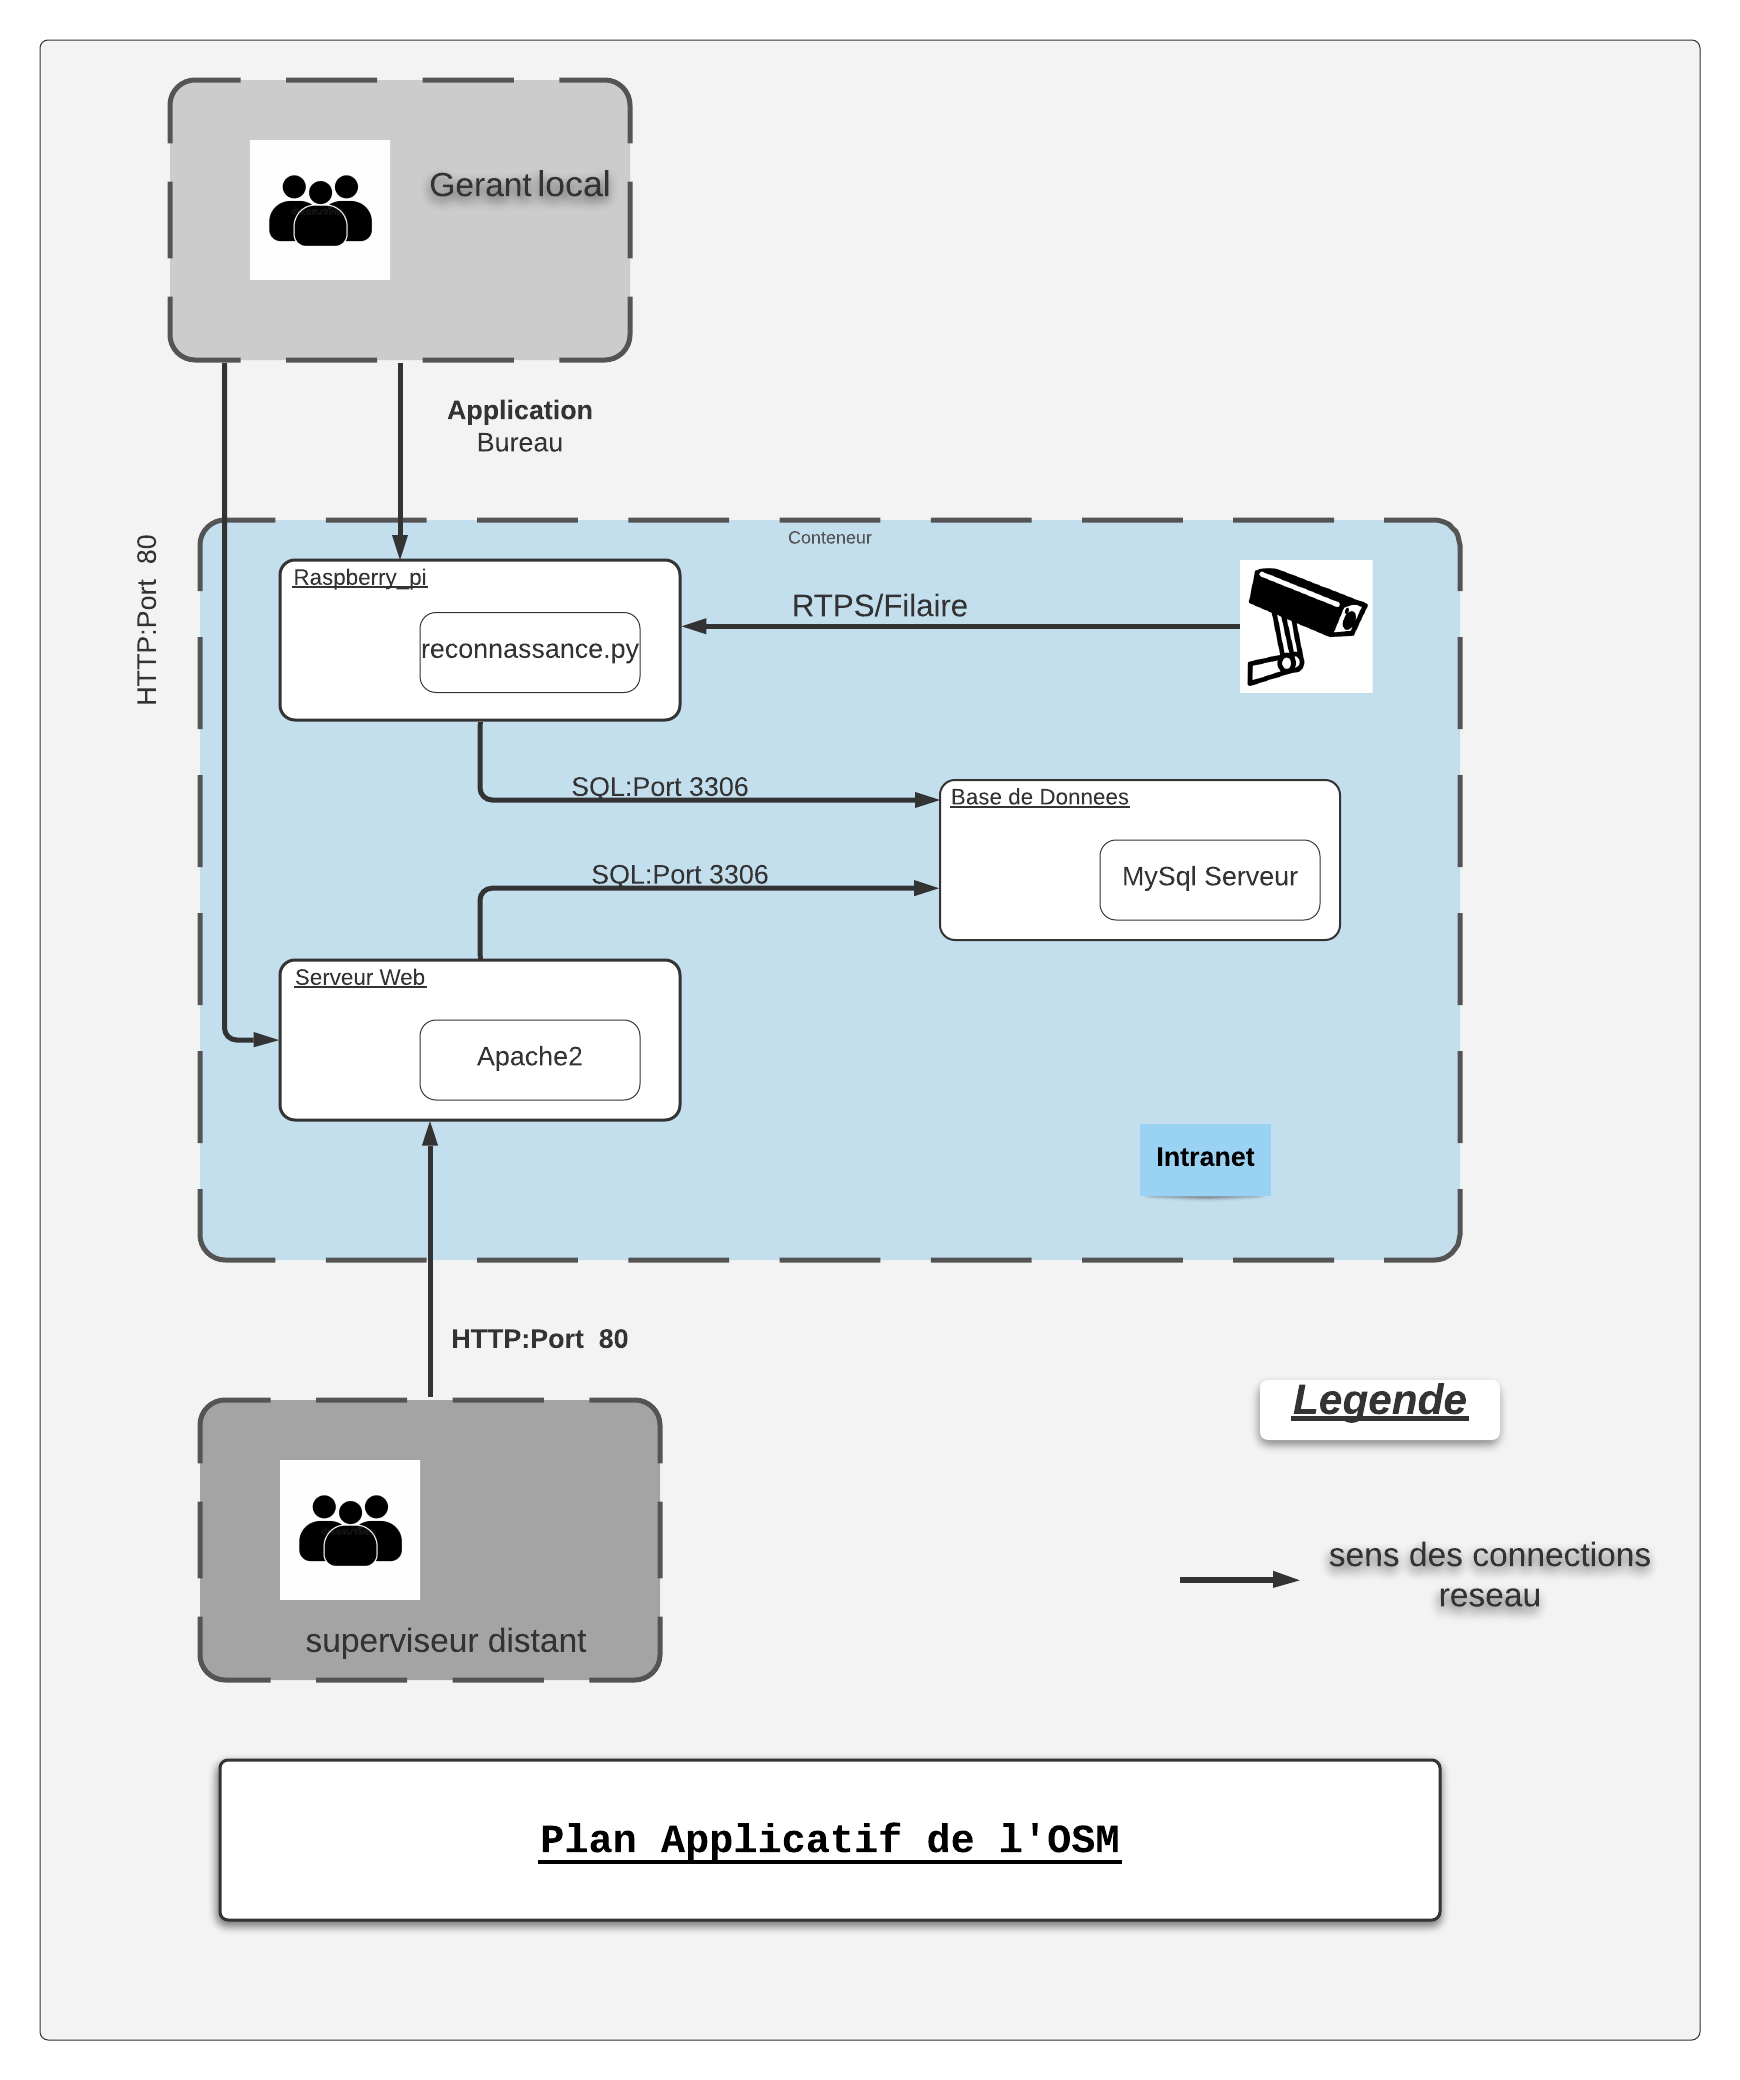 Gerant local
Application
Bureau
HTTP:Port 80
Conteneur
Raspberry_pi
reconnassance.py
RTPS/Filaire
SQL:Port 3306
Base de Donnees
MySql Serveur
SQL:Port 3306
Serveur Web
Apache2
Intranet
HTTP:Port 80
Legende
sens des connections
reseau
superviseur distant
Plan Applicatif de l'OSM